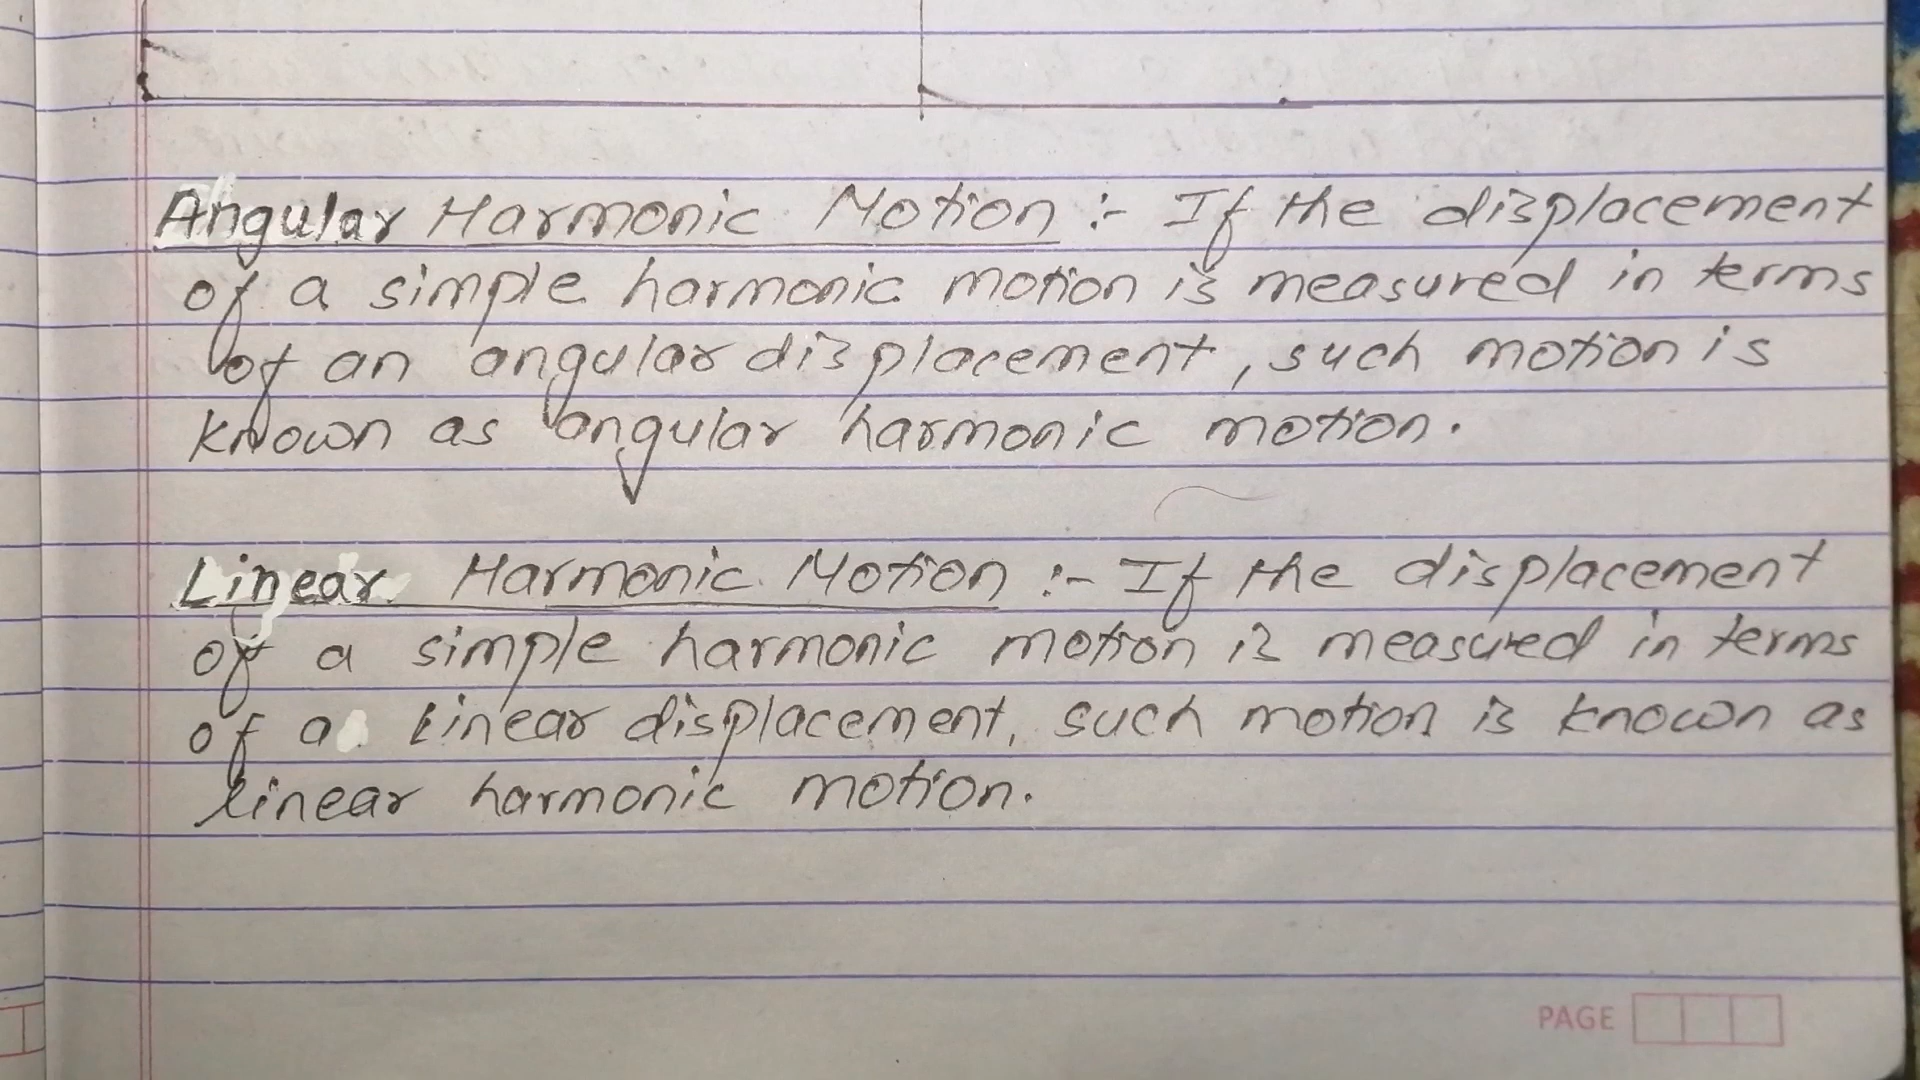 Angular Harmonic Motion :- If the displacement
of a simple harmonic motion is measured in terms
of an angular displacement, such motion is
known as angular harmonic motion.
Linear Harmonic Motion :- If the displacement
of a simple harmonic motion is measured in terms
of a linear displacement, such motion is known as
linear harmonic motion.
PAGE